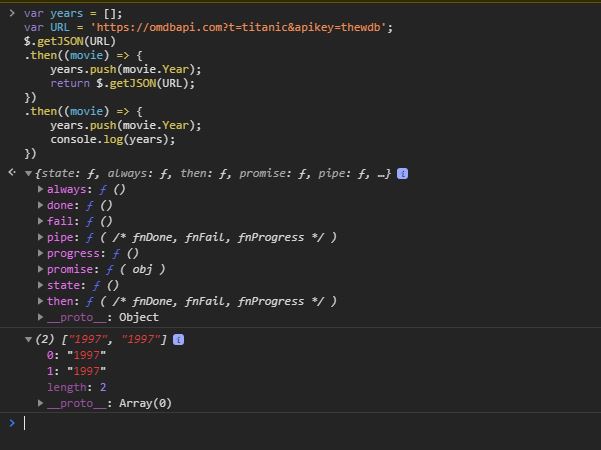 > var years = [];
var URL = 'https://omdbapi.com?t=titanic&apikey=thewdb';
$.getJSON(URL)
.then((movie) => {
years.push(movie.Year);
return $.getJSON(URL);
})
.then((movie) => {
years.push(movie.Year);
console.log(years);
})
{state: ƒ, always: ƒ, then: ƒ, promise: ƒ, pipe: ƒ, …} i
always: ƒ ()
done: ƒ ()
fail: ƒ ()
pipe: ƒ ( /* fnDone, fnFail, fnProgress */ )
progress: ƒ ()
promise: ƒ ( obj )
state: ƒ ()
then: ƒ ( /* fnDone, fnFail, fnProgress */ )
__proto__: Object
(2) ["1997", "1997"] i
0: "1997"
1: "1997"
length: 2
__proto__: Array(0)
>